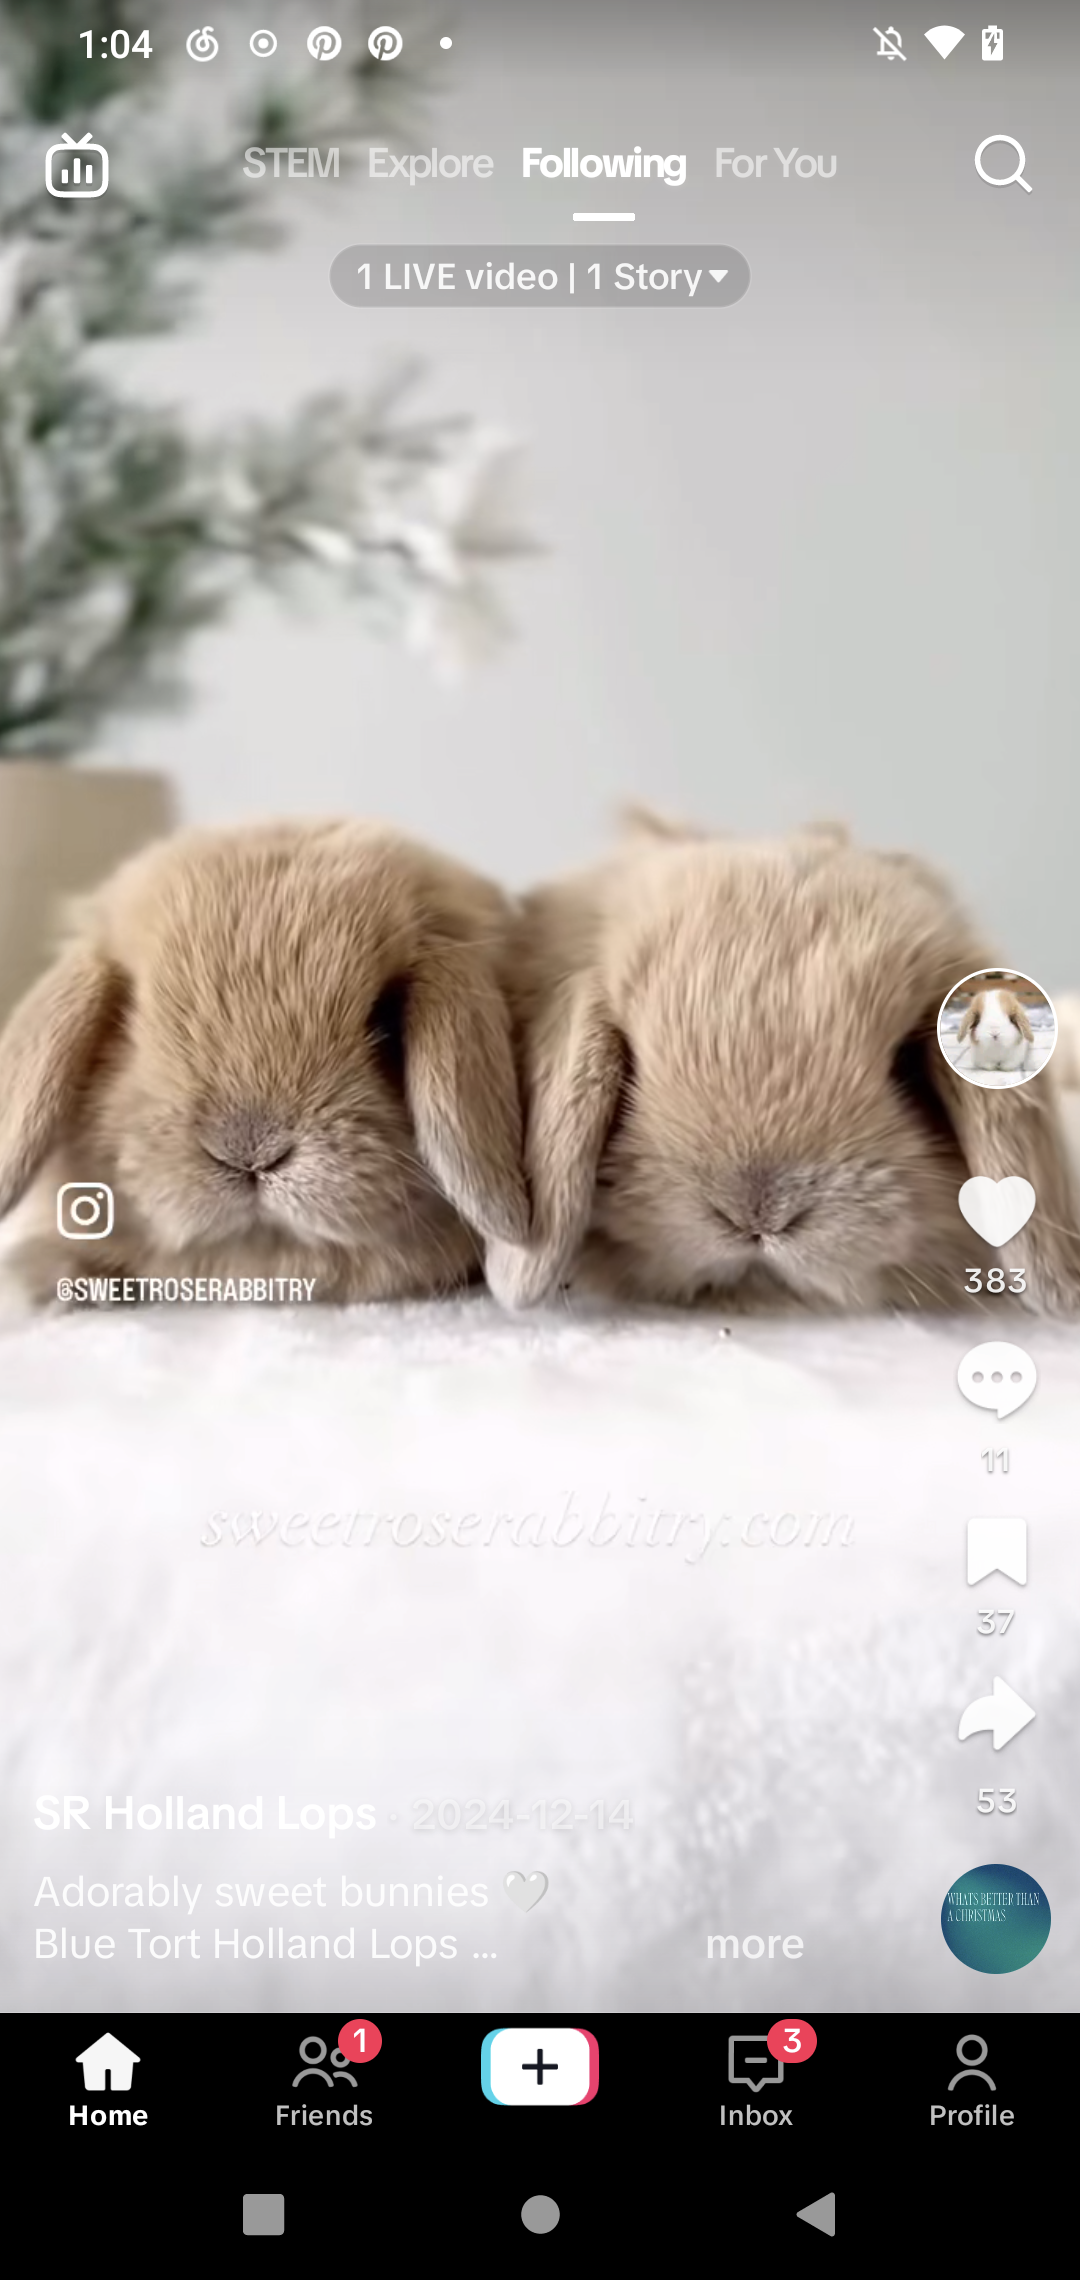 1:04
STEM Explore Following For You
1 LIVE video | 1 Story
@SWEETROSERABBITRY
383
11
sweetroserabbitry.com
37
53
SR Holland Lops · 2024-12-14
Adorably sweet bunnies 🤍
Blue Tort Holland Lops ... more
WHATS BETTER THAN
A CHRISTMAS
1
3
Home Friends Inbox Profile